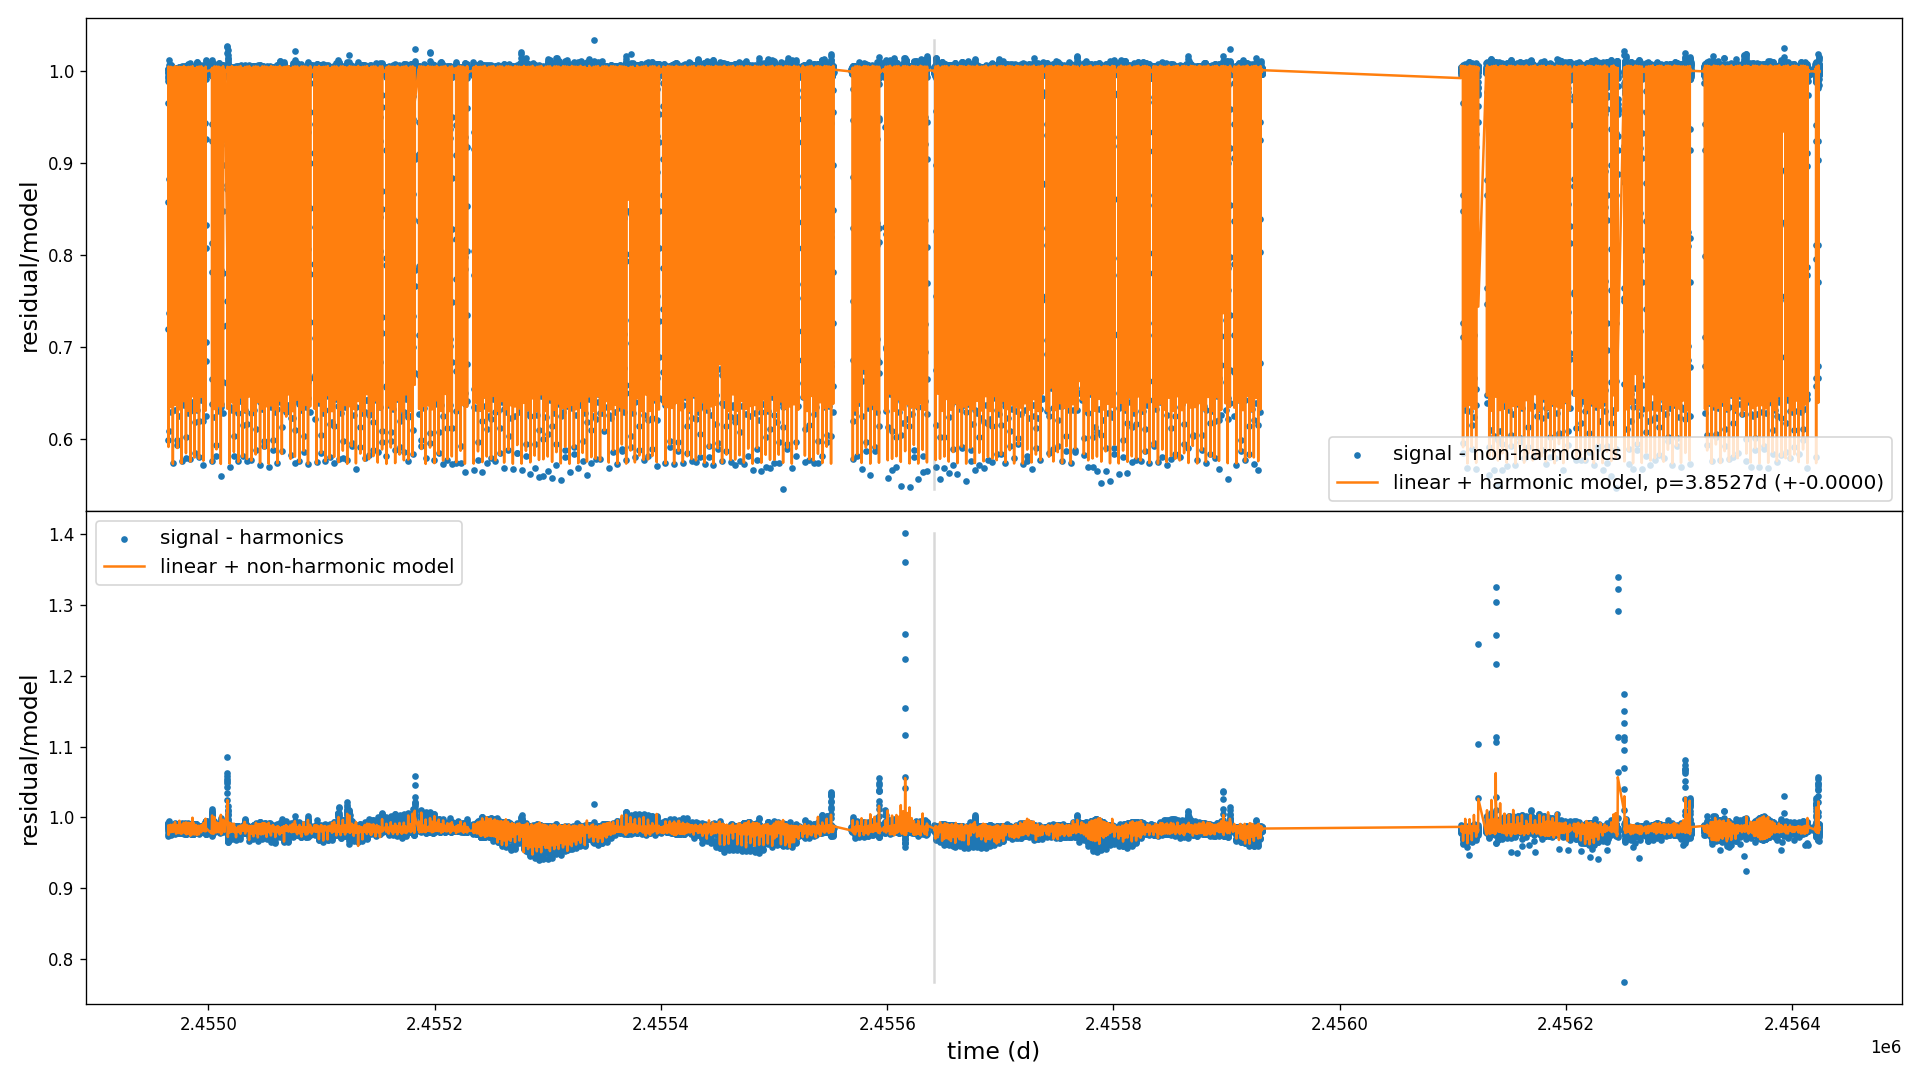 1.0
0.9
0.8
0.7
0.6
residual/model
signal - non-harmonics
linear + harmonic model, p=3.8527d (+-0.0000)
signal - harmonics
linear + non-harmonic model
1.4
1.3
1.2
1.1
1.0
0.9
0.8
residual/model
2.4550 2.4552 2.4554 2.4556 2.4558 2.4560 2.4562 2.4564
1e6
time (d)